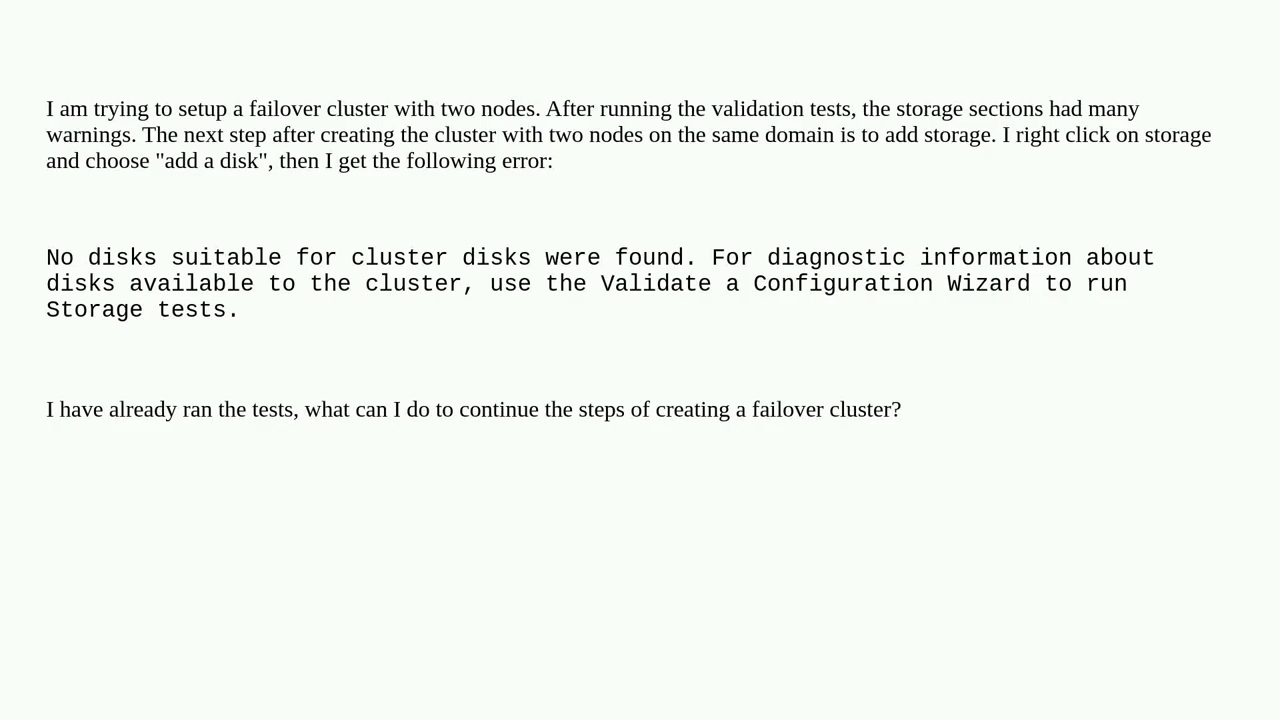 I am trying to setup a failover cluster with two nodes. After running the validation tests, the storage sections had many
warnings. The next step after creating the cluster with two nodes on the same domain is to add storage. I right click on storage
and choose "add a disk", then I get the following error:
No disks suitable for cluster disks were found. For diagnostic information about
disks available to the cluster, use the Validate a Configuration Wizard to run
Storage tests.
I have already ran the tests, what can I do to continue the steps of creating a failover cluster?